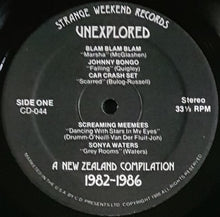 STRANGE WEEKEND RECORDS
UNEXPLORED
BLAM BLAM BLAM
"Marsha" (McGlashen)
JOHNNY BONGO
"Falling" (Quigley)
CAR CRASH SET
"Scarred" (Bulog-Russell)
SIDE ONE
CD-044
Stereo
33⅓ RPM
SCREAMING MEEMEES
"Dancing With Stars In My Eyes"
(Drumm-O'Neill-Van Der Fluit-Joh)
SONYA WATERS
"Grey Rooms" (Waters)
A NEW ZEALAND COMPILATION
1982-1986